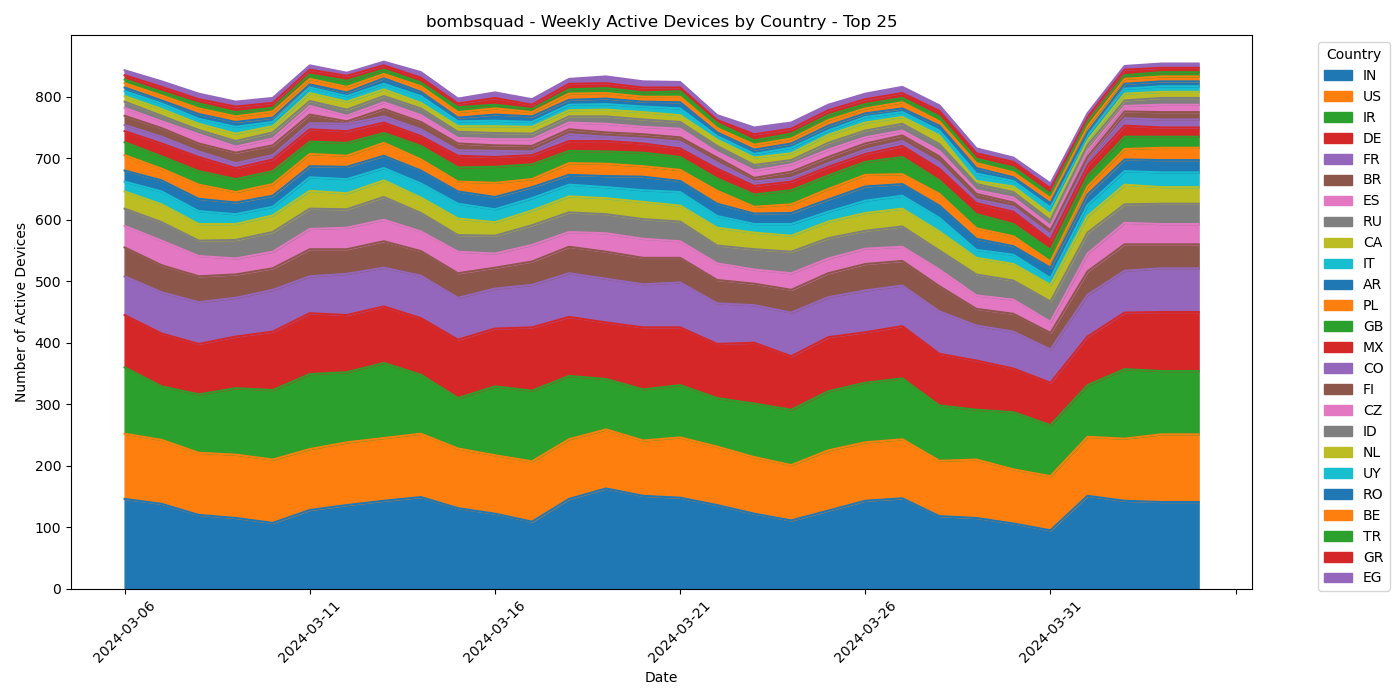 bombsquad - Weekly Active Devices by Country - Top 25
Number of Active Devices
800
700
600
500
400
300
200
100
0
2024-03-06
2024-03-11
2024-03-16
2024-03-21
2024-03-26
2024-03-31
Date
Country
IN
US
IR
DE
FR
BR
ES
RU
CA
IT
AR
PL
GB
MX
CO
FI
CZ
ID
NL
UY
RO
BE
TR
GR
EG